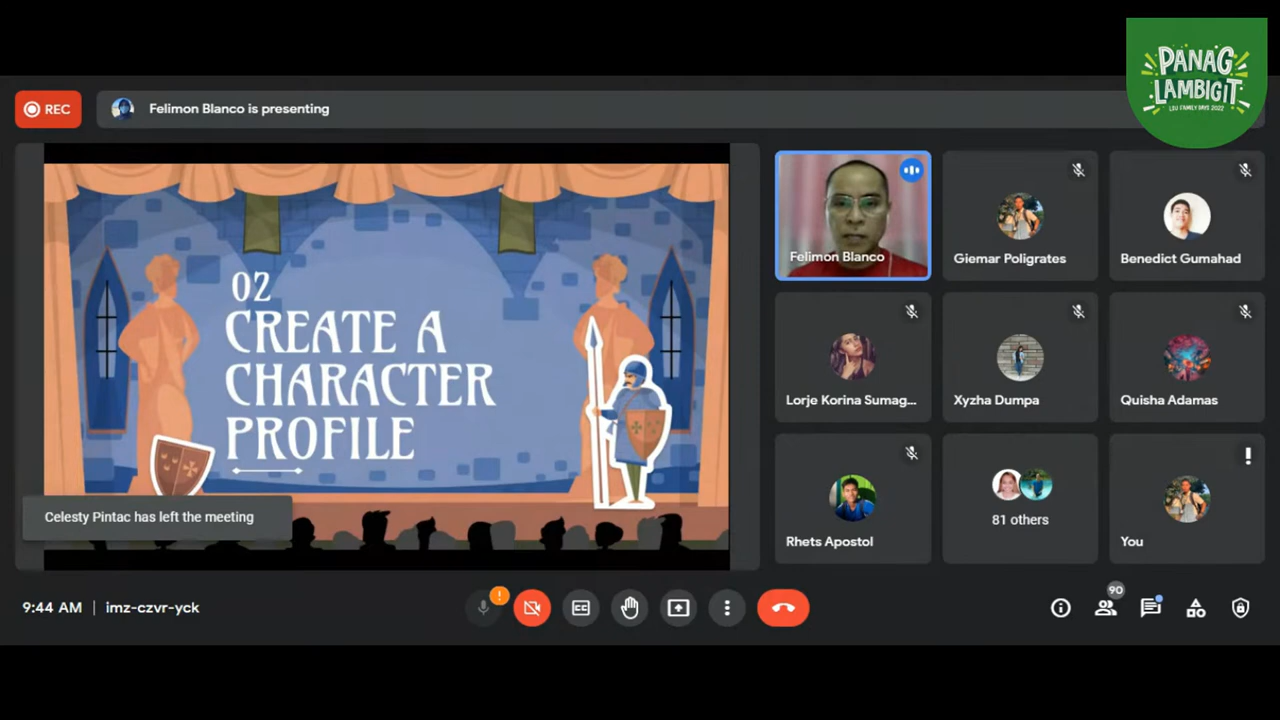 PANAG
LAMBIGIT
LSU FAMILY DAYS 2022
REC
Felimon Blanco is presenting
02
CREATE A
CHARACTER
PROFILE
Celesty Pintac has left the meeting
Felimon Blanco
Giemar Poligrates
Benedict Gumahad
Lorje Korina Sumag...
Xyzha Dumpa
Quisha Adamas
Rhets Apostol
81 others
You
9:44 AM | imz-czvr-yck
CC
90